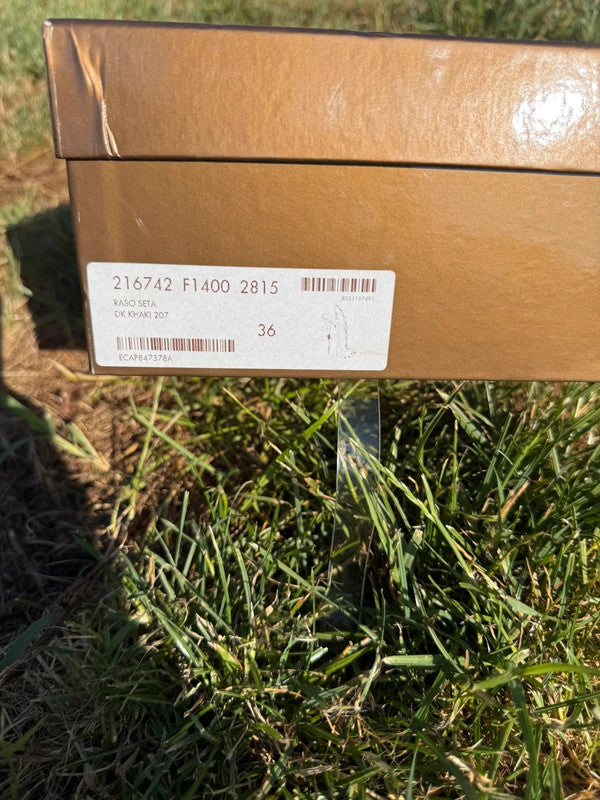 216742 F1400 2815
RASO SETA
DK KHAKI 207
36
ECAP847378A